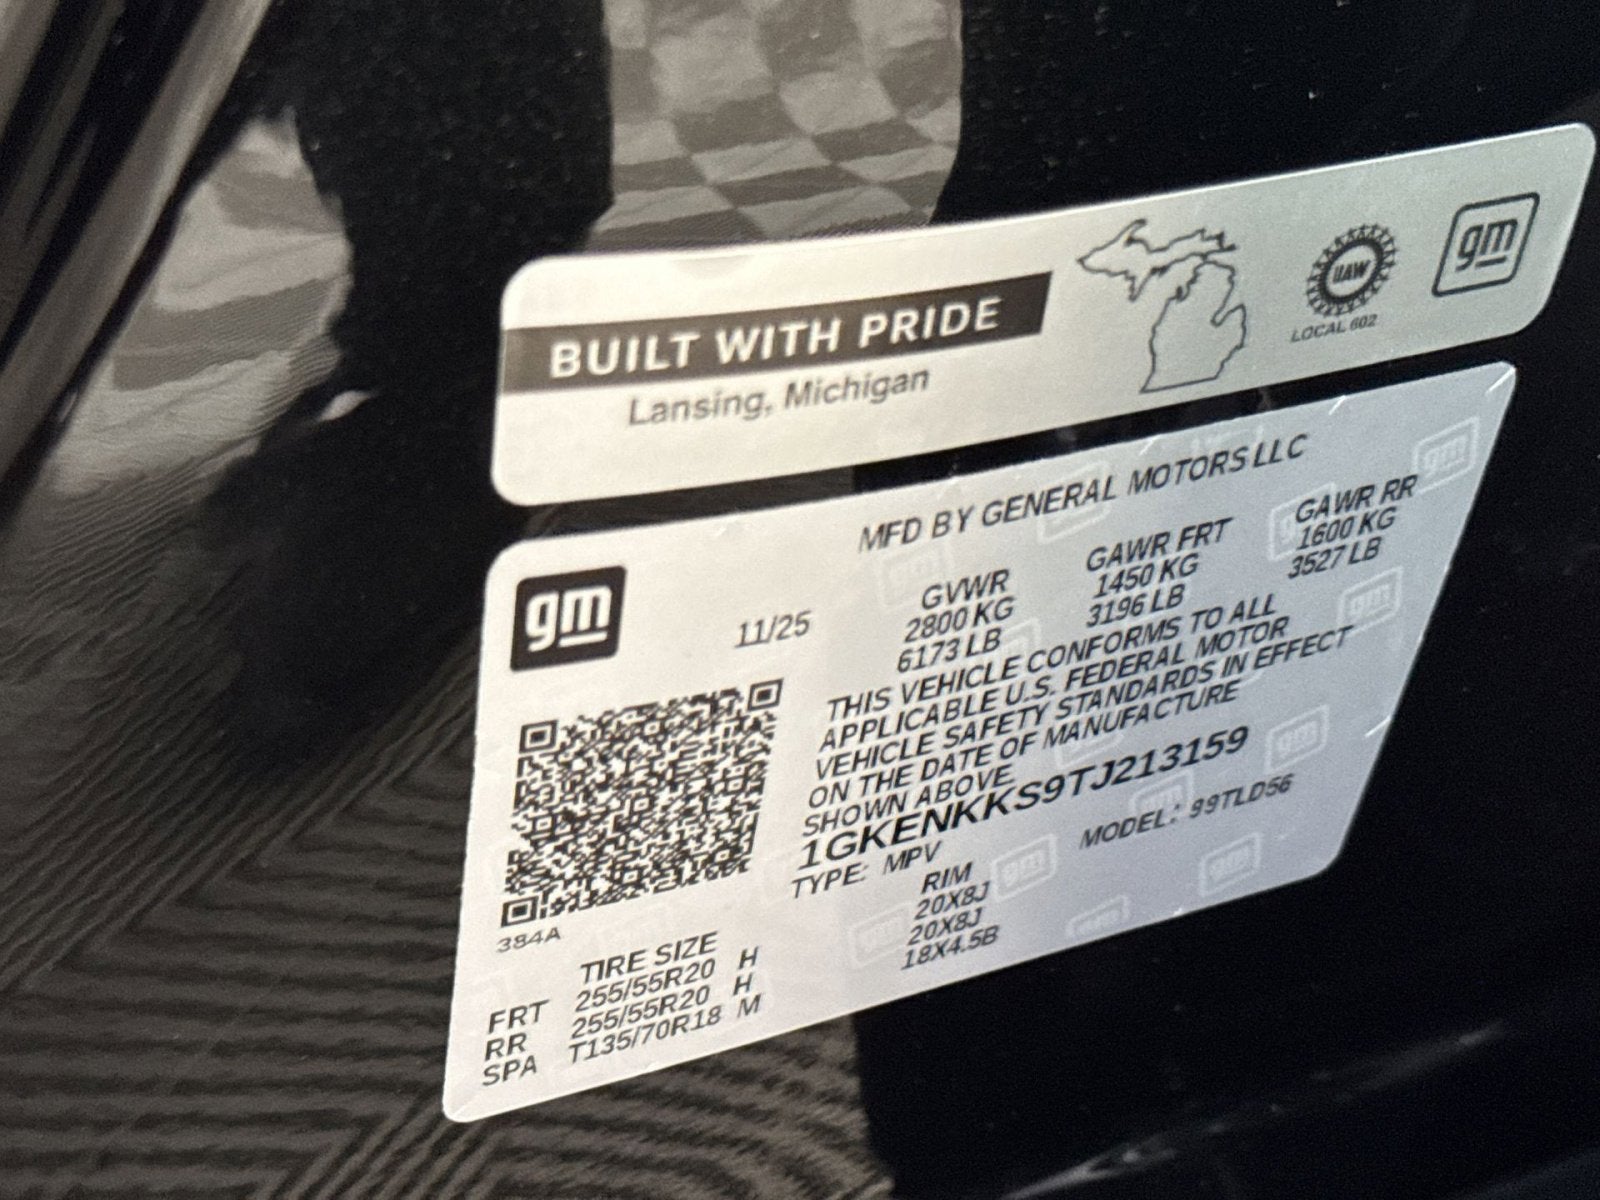 BUILT WITH PRIDE
Lansing, Michigan
UAW
LOCAL 602
gm
MFD BY GENERAL MOTORS LLC
gm
11/25
GVWR GAWR FRT GAWR RR
2800 KG 1450 KG 1600 KG
6173 LB 3196 LB 3527 LB
THIS VEHICLE CONFORMS TO ALL
APPLICABLE U.S. FEDERAL MOTOR
VEHICLE SAFETY STANDARDS IN EFFECT
ON THE DATE OF MANUFACTURE
SHOWN ABOVE.
1GKENKKS9TJ213159
TYPE: MPV MODEL: 99TLD56
384A
TIRE SIZE RIM
FRT 255/55R20 H 20X8J
RR 255/55R20 H 20X8J
SPA T135/70R18 M 18X4.5B